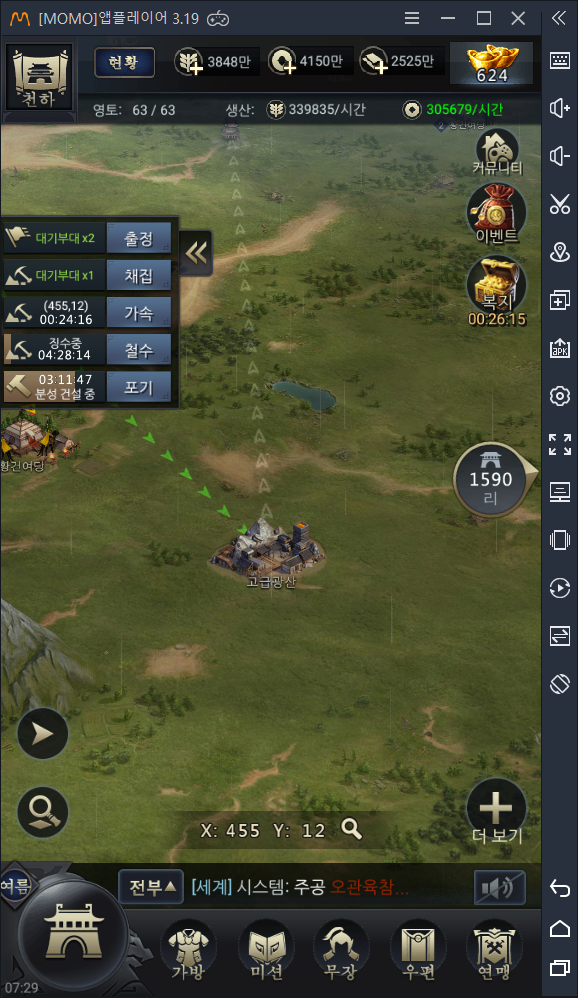 [MOMO]앱플레이어 3.19
천하
현황
3848만
4150만
2525만
624
영토: 63 / 63
생산:
339835/시간
305679/시간
커뮤니티
이벤트
복지
00:26:15
대기부대 x2
출정
대기부대 x1
채집
(455,12)
00:24:16
가속
징수중
04:28:14
철수
03:11:47
분성 건설 중
포기
황건여당
1590
리
고급광산
X: 455 Y: 12
더 보기
여름
전부
[세계] 시스템: 주공 오관육참...
가방
미션
무장
우편
연맹
07:29
APK